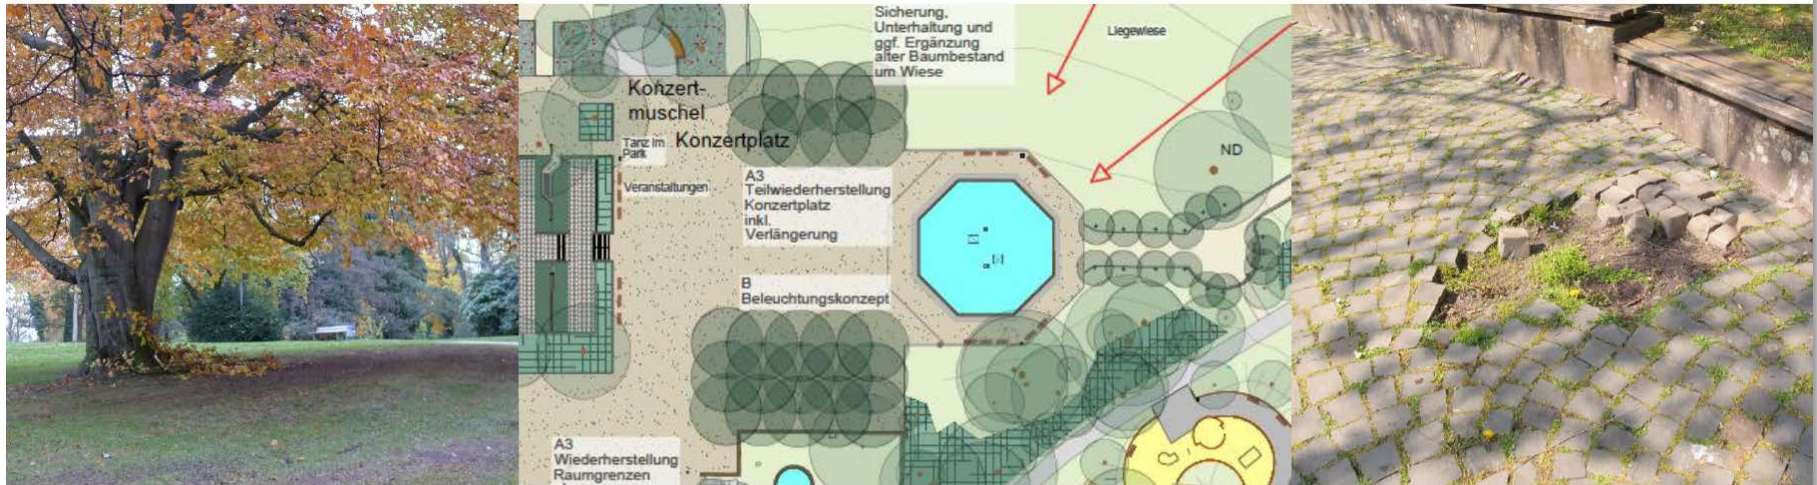 Sicherung,
Unterhaltung und
ggf. Ergänzung
alter Baumbestand
um Wiese
Liegewiese
Konzert-
muschel
Konzertplatz
Tanz im
Park
Veranstaltungen
ND
A3
Teilwiederherstellung
Konzertplatz
inkl.
Verlängerung
B
Beleuchtungskonzept
A3
Wiederherstellung
Raumgrenzen